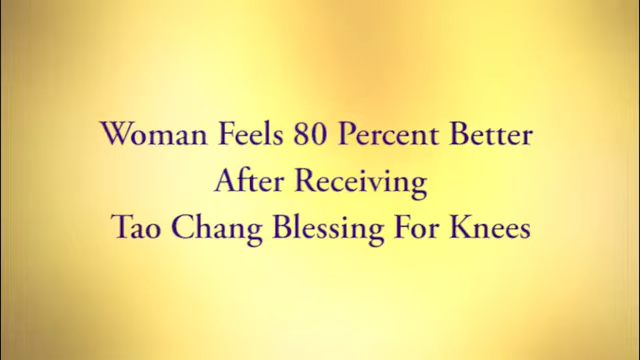 Woman Feels 80 Percent Better
After Receiving
Tao Chang Blessing For Knees